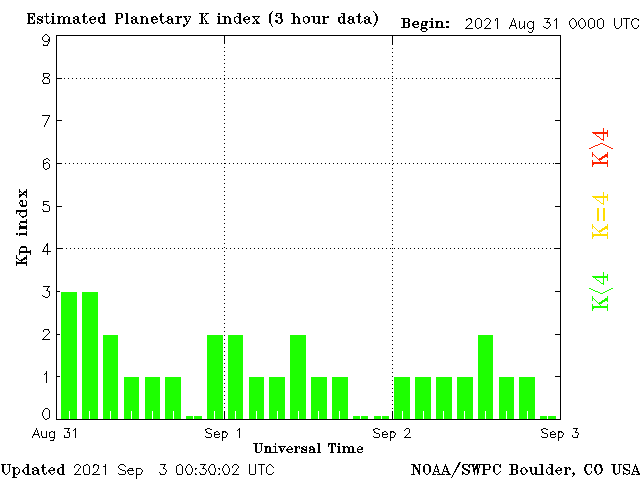 Estimated Planetary K index (3 hour data) Begin: 2021 Aug 31 0000 UTC
9
8
7
6
5
4
3
2
1
0
Kp index
K>4
K=4
K<4
Aug 31 Sep 1 Sep 2 Sep 3
Universal Time
Updated 2021 Sep 3 00:30:02 UTC NOAA/SWPC Boulder, CO USA